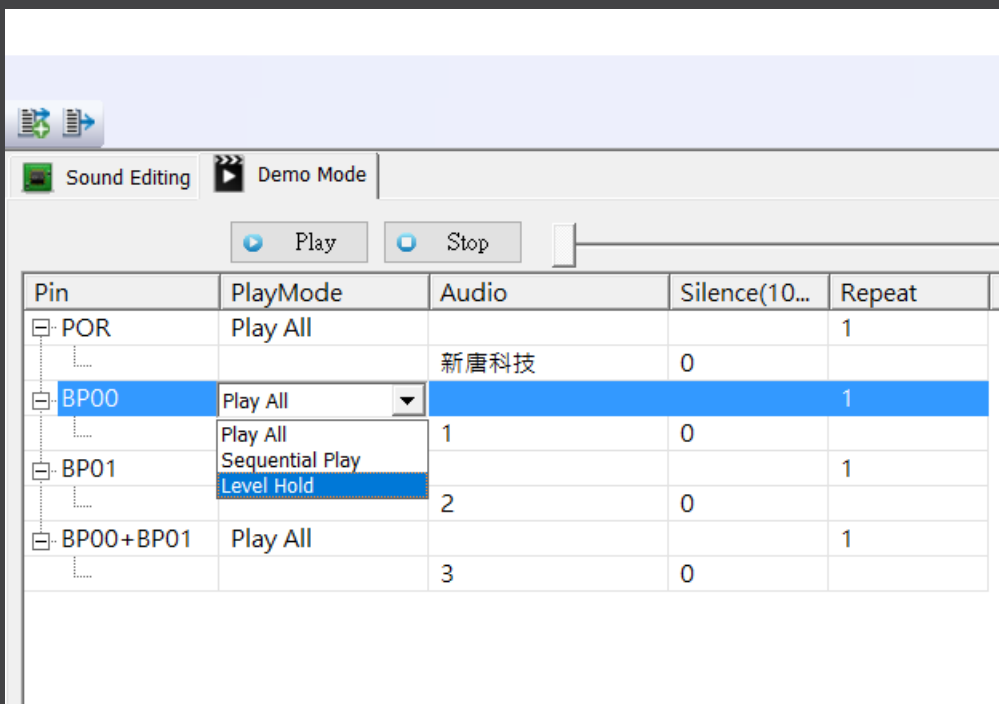 Sound Editing Demo Mode
Play Stop
Pin PlayMode Audio Silence(10... Repeat
POR Play All 1
新唐科技 0
BP00 Play All 1
Play All 1 0
Sequential Play
BP01 1
Level Hold
2 0
BP00+BP01 Play All 1
3 0